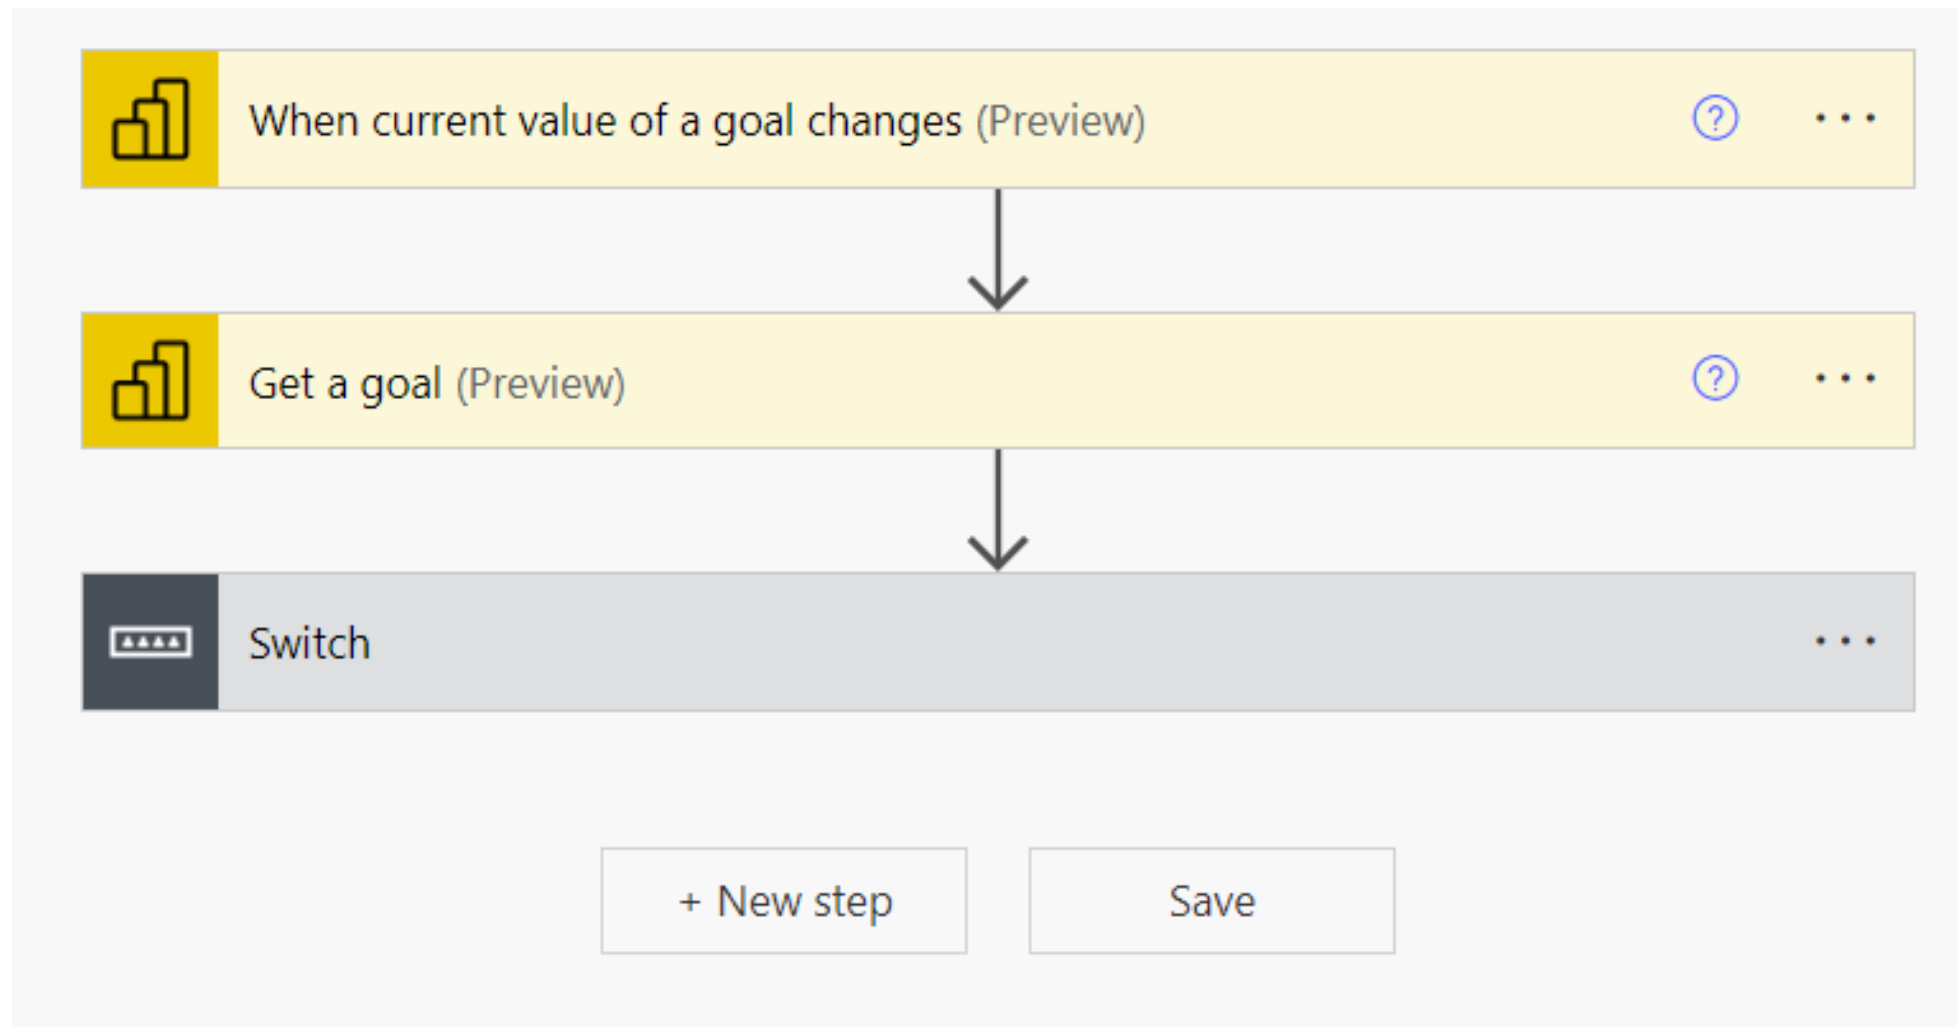 When current value of a goal changes (Preview)
Get a goal (Preview)
Switch
+ New step
Save